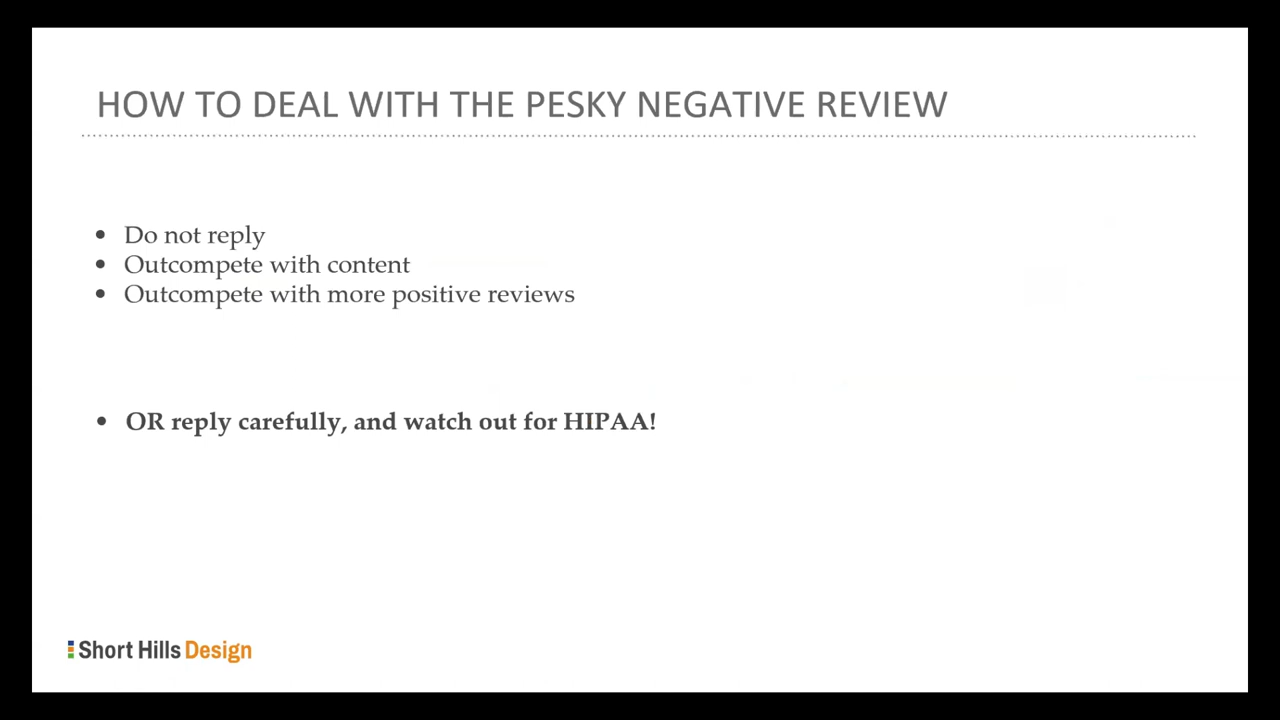 HOW TO DEAL WITH THE PESKY NEGATIVE REVIEW
• Do not reply
• Outcompete with content
• Outcompete with more positive reviews
• OR reply carefully, and watch out for HIPAA!
Short Hills Design